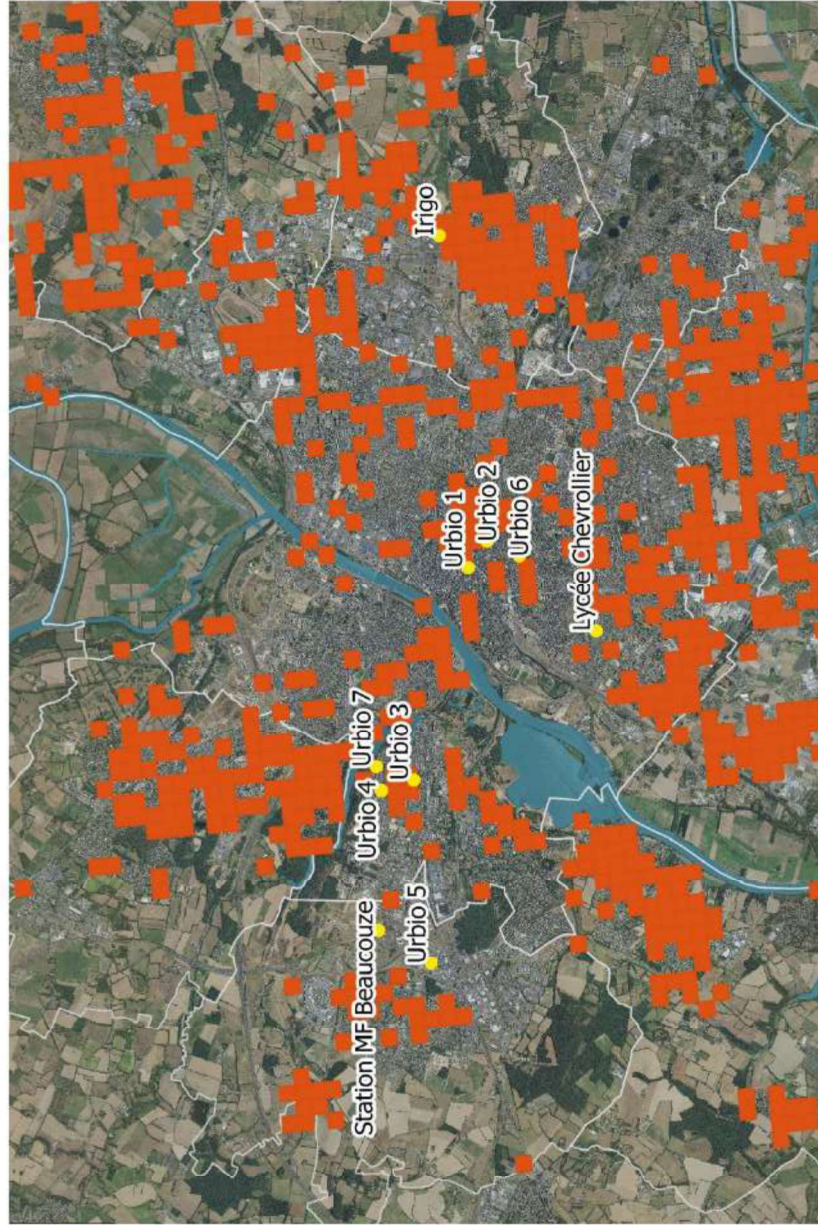 Station MF Beaucouze
Urbio 4
Urbio 7
Urbio 3
Urbio 5
Irigo
Urbio 1
Urbio 2
Urbio 6
Lycée Chevrollier